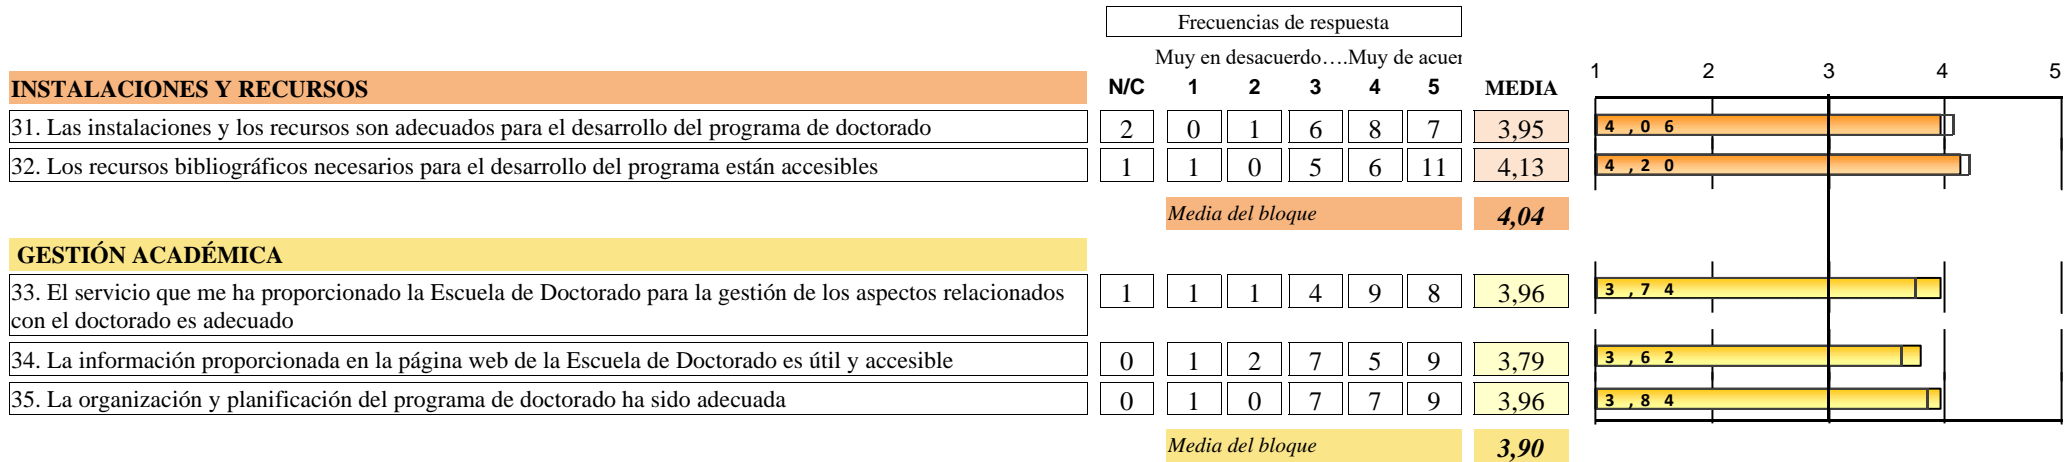 Frecuencias de respuesta
Muy en desacuerdo….Muy de acuer
INSTALACIONES Y RECURSOS N/C 1 2 3 4 5 MEDIA 1 2 3 4 5
31. Las instalaciones y los recursos son adecuados para el desarrollo del programa de doctorado 2 0 1 6 8 7 3,95 4,06
32. Los recursos bibliográficos necesarios para el desarrollo del programa están accesibles 1 1 0 5 6 11 4,13 4,20
Media del bloque 4,04
GESTIÓN ACADÉMICA
33. El servicio que me ha proporcionado la Escuela de Doctorado para la gestión de los aspectos relacionados 1 1 1 4 9 8 3,96 3,74
con el doctorado es adecuado
34. La información proporcionada en la página web de la Escuela de Doctorado es útil y accesible 0 1 2 7 5 9 3,79 3,62
35. La organización y planificación del programa de doctorado ha sido adecuada 0 1 0 7 7 9 3,96 3,84
Media del bloque 3,90